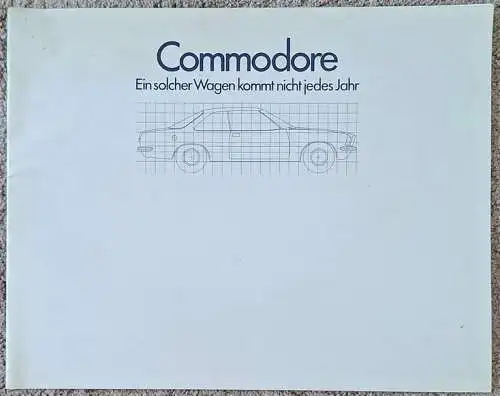 Commodore
Ein solcher Wagen kommt nicht jedes Jahr